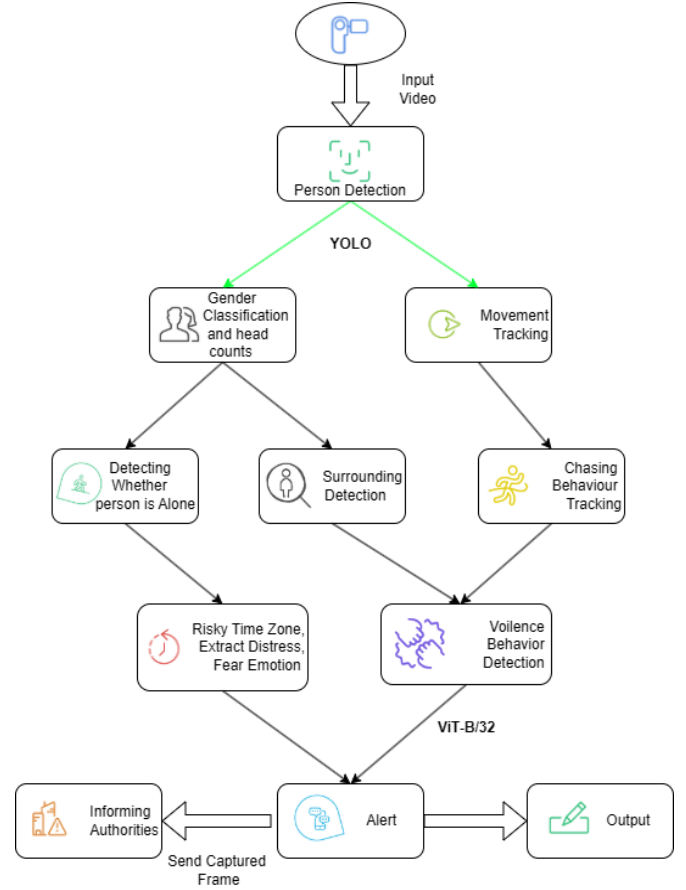 Input
Video
Person Detection
YOLO
Gender
Classification
and head
counts
Movement
Tracking
Detecting
Whether
person is Alone
Surrounding
Detection
Chasing
Behaviour
Tracking
Risky Time Zone,
Extract Distress,
Fear Emotion
Voilence
Behavior
Detection
ViT-B/32
Informing
Authorities
Alert
Output
Send Captured
Frame